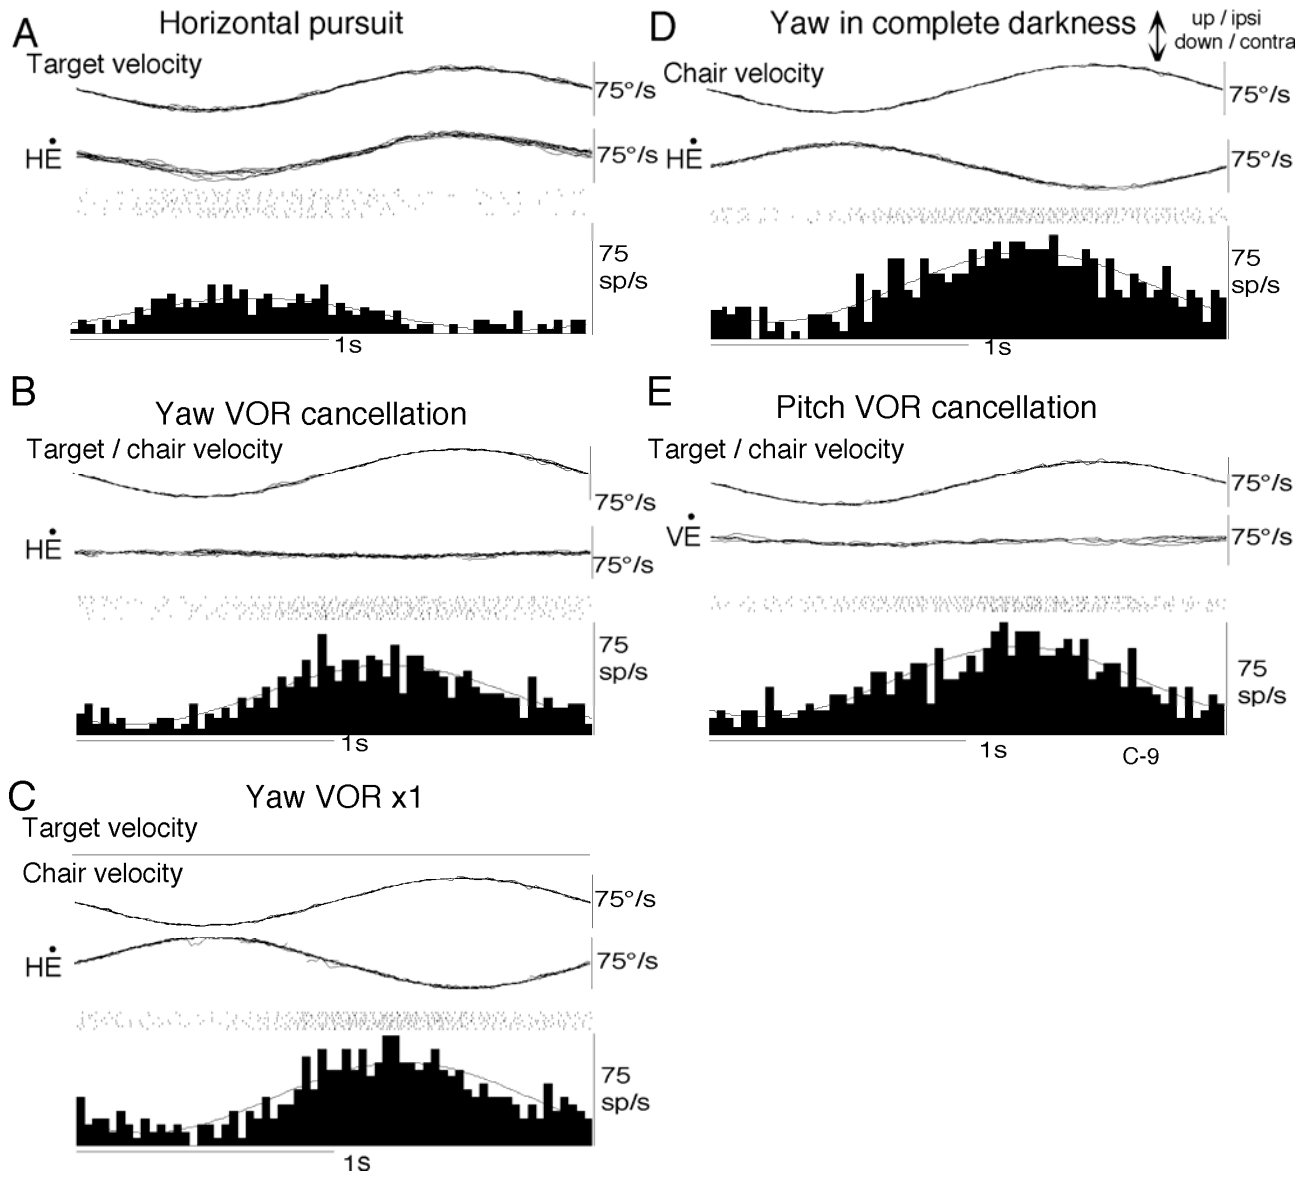 A
Horizontal pursuit
Target velocity
75°/s
HĖ
75°/s
75
sp/s
1s
B
Yaw VOR cancellation
Target / chair velocity
75°/s
HĖ
75°/s
75
sp/s
1s
C
Yaw VOR x1
Target velocity
Chair velocity
75°/s
HĖ
75°/s
75
sp/s
1s
D
Yaw in complete darkness
up / ipsi
down / contra
Chair velocity
75°/s
HĖ
75°/s
75
sp/s
1s
E
Pitch VOR cancellation
Target / chair velocity
75°/s
VĖ
75°/s
75
sp/s
1s
C-9